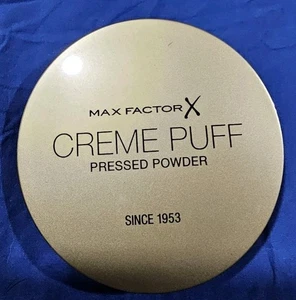 MAX FACTOR X
CREME PUFF
PRESSED POWDER
SINCE 1953